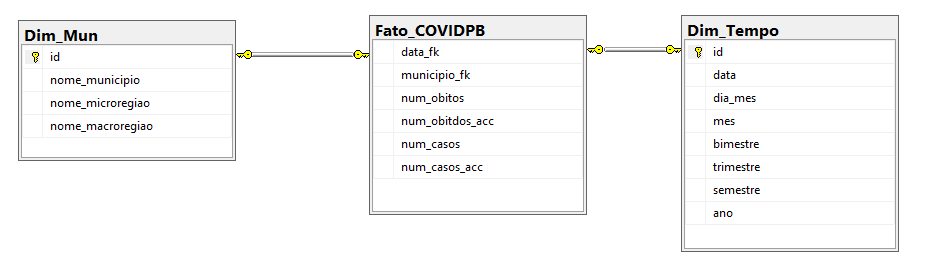 Dim_Mun
id
nome_municipio
nome_microregiao
nome_macroregiao
Fato_COVIDPB
data_fk
municipio_fk
num_obitos
num_obitdos_acc
num_casos
num_casos_acc
Dim_Tempo
id
data
dia_mes
mes
bimestre
trimestre
semestre
ano